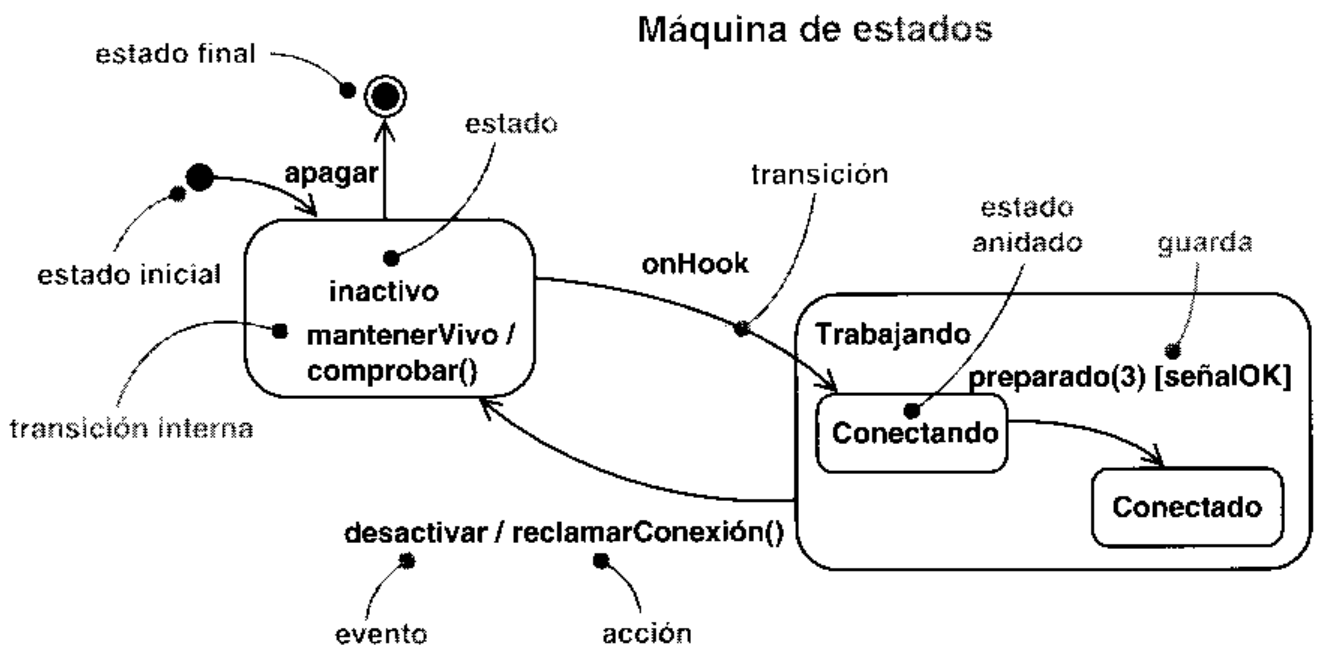 Máquina de estados
estado final
estado
apagar
transición
estado
anidado
guarda
estado inicial
onHook
inactivo
mantenerVivo /
comprobar()
Trabajando
preparado(3) [señalOK]
transición interna
Conectando
Conectado
desactivar / reclamarConexión()
evento
acción